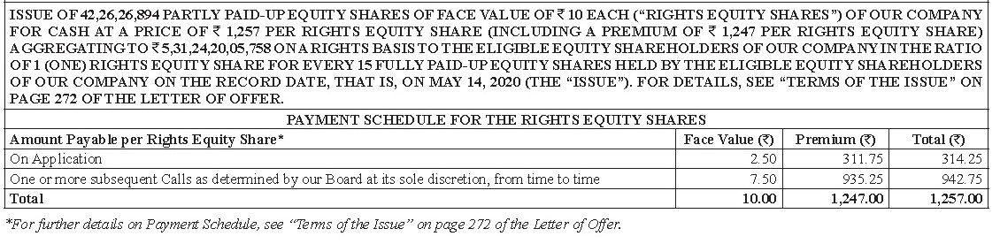 ISSUE OF 42,26,26,894 PARTLY PAID-UP EQUITY SHARES OF FACE VALUE OF ₹ 10 EACH (“RIGHTS EQUITY SHARES”) OF OUR COMPANY
FOR CASH AT A PRICE OF ₹ 1,257 PER RIGHTS EQUITY SHARE (INCLUDING A PREMIUM OF ₹ 1,247 PER RIGHTS EQUITY SHARE)
AGGREGATING TO ₹ 5,31,24,20,05,758 ON A RIGHTS BASIS TO THE ELIGIBLE EQUITY SHAREHOLDERS OF OUR COMPANY IN THE RATIO
OF 1 (ONE) RIGHTS EQUITY SHARE FOR EVERY 15 FULLY PAID-UP EQUITY SHARES HELD BY THE ELIGIBLE EQUITY SHAREHOLDERS
OF OUR COMPANY ON THE RECORD DATE, THAT IS, ON MAY 14, 2020 (THE “ISSUE”). FOR DETAILS, SEE “TERMS OF THE ISSUE” ON
PAGE 272 OF THE LETTER OF OFFER.
PAYMENT SCHEDULE FOR THE RIGHTS EQUITY SHARES
Amount Payable per Rights Equity Share* Face Value (₹) Premium (₹) Total (₹)
On Application 2.50 311.75 314.25
One or more subsequent Calls as determined by our Board at its sole discretion, from time to time 7.50 935.25 942.75
Total 10.00 1,247.00 1,257.00
*For further details on Payment Schedule, see “Terms of the Issue” on page 272 of the Letter of Offer.